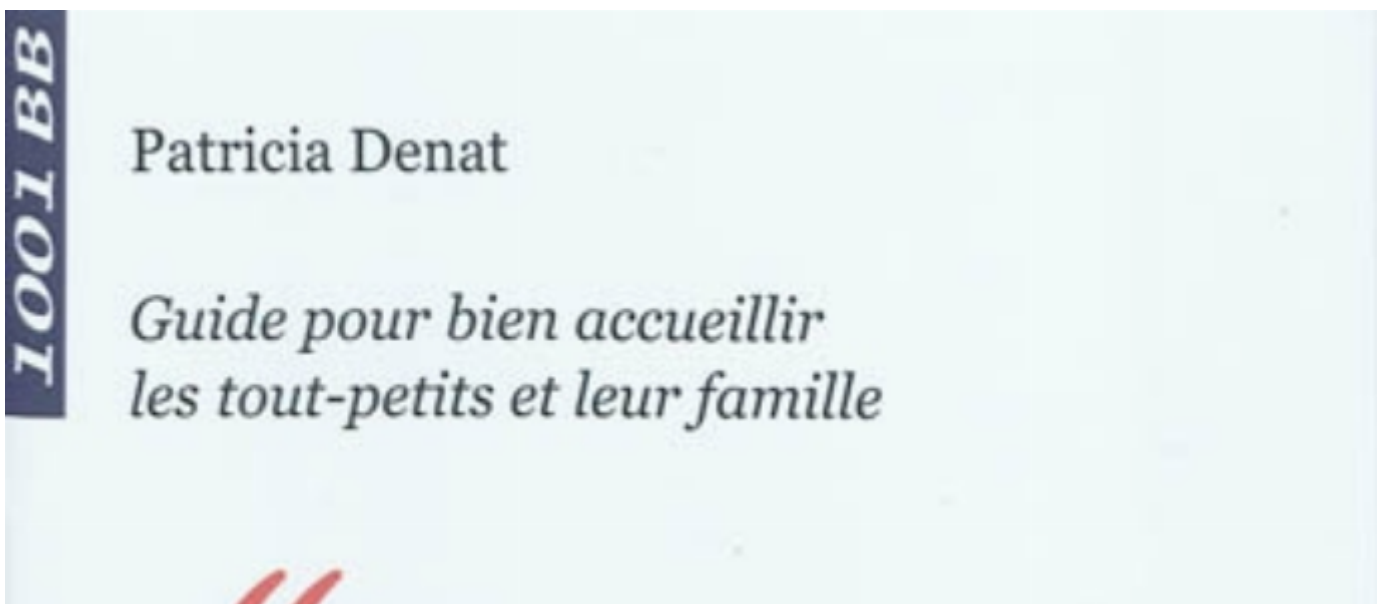 1001 BB
Patricia Denat
Guide pour bien accueillir
les tout-petits et leur famille